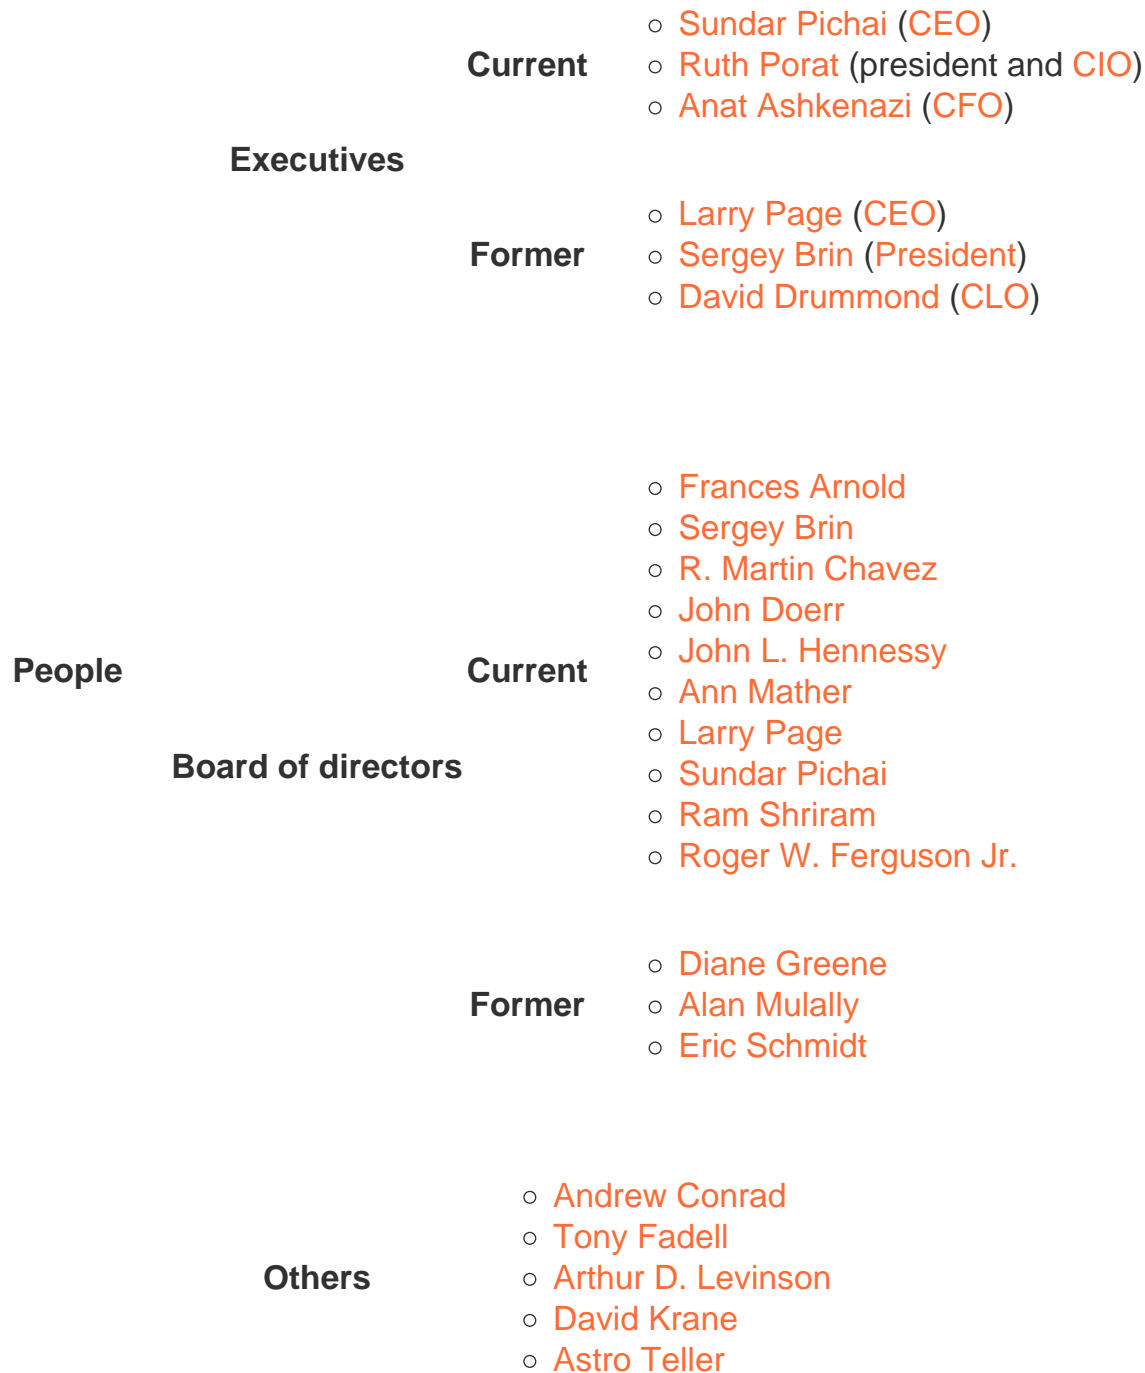 People
Executives
Current
Sundar Pichai (CEO)
Ruth Porat (president and CIO)
Anat Ashkenazi (CFO)
Former
Larry Page (CEO)
Sergey Brin (President)
David Drummond (CLO)
Board of directors
Current
Frances Arnold
Sergey Brin
R. Martin Chavez
John Doerr
John L. Hennessy
Ann Mather
Larry Page
Sundar Pichai
Ram Shriram
Roger W. Ferguson Jr.
Former
Diane Greene
Alan Mulally
Eric Schmidt
Others
Andrew Conrad
Tony Fadell
Arthur D. Levinson
David Krane
Astro Teller